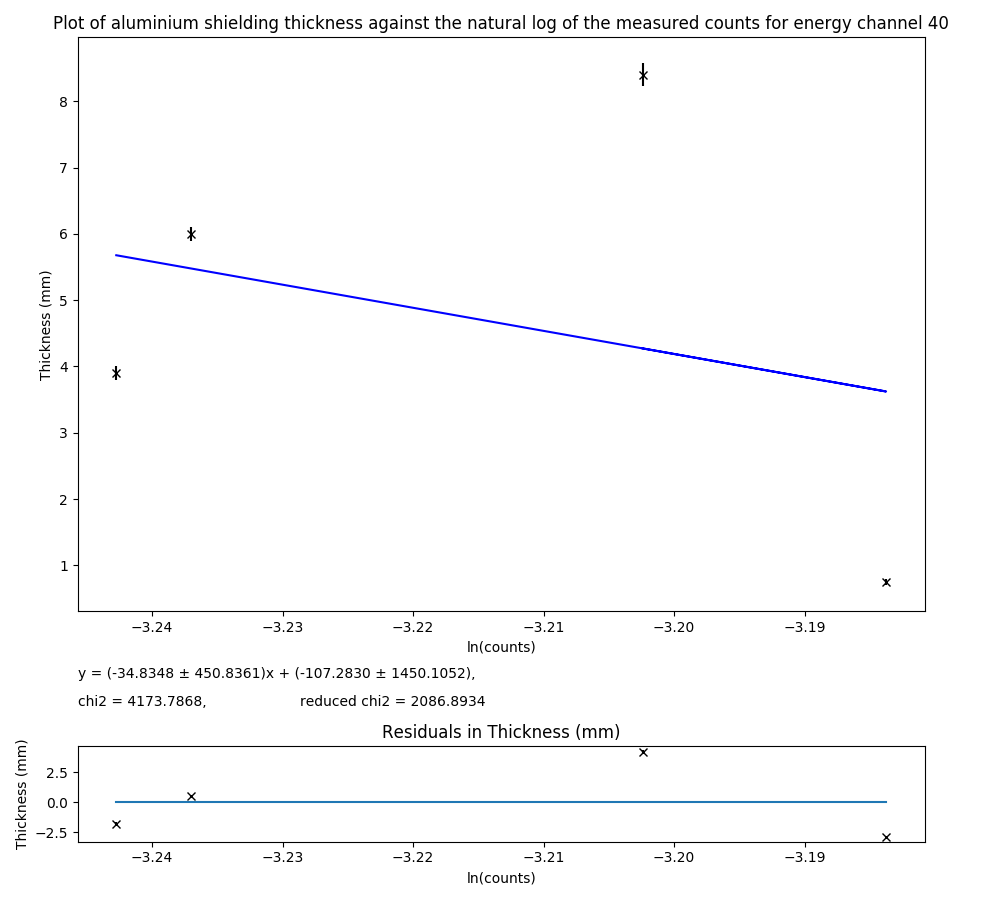 Plot of aluminium shielding thickness against the natural log of the measured counts for energy channel 40
8
7
6
5
4
3
2
1
Thickness (mm)
−3.24 −3.23 −3.22 −3.21 −3.20 −3.19
ln(counts)
y = (-34.8348 ± 450.8361)x + (-107.2830 ± 1450.1052),
chi2 = 4173.7868, reduced chi2 = 2086.8934
Residuals in Thickness (mm)
2.5
0.0
−2.5
Thickness (mm)
−3.24 −3.23 −3.22 −3.21 −3.20 −3.19
ln(counts)